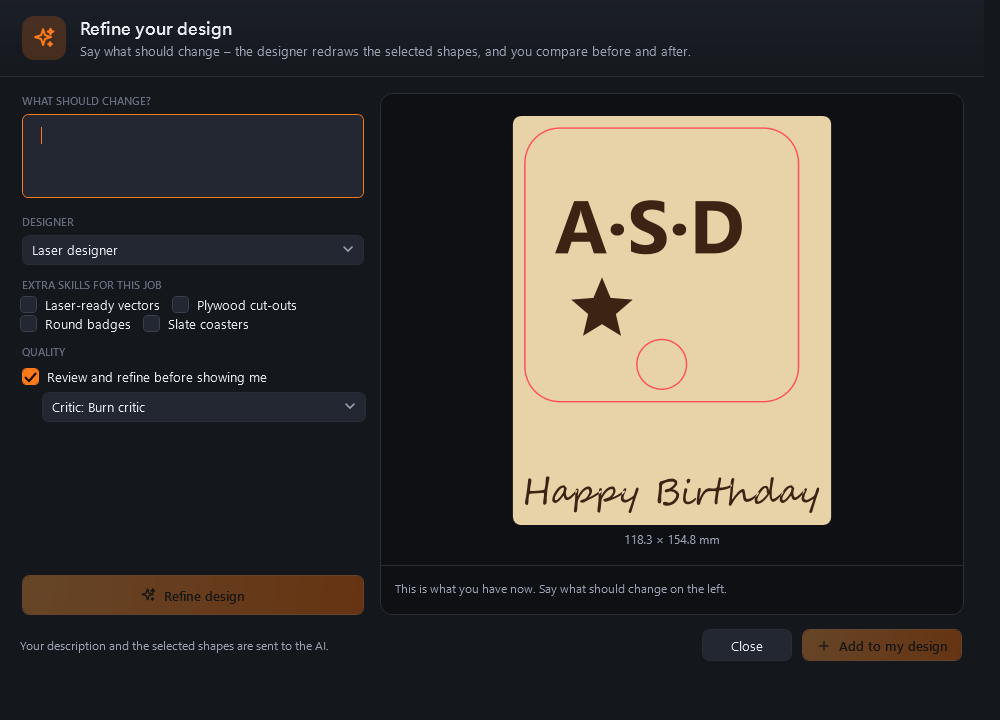 Refine your design
Say what should change – the designer redraws the selected shapes, and you compare before and after.
WHAT SHOULD CHANGE?
DESIGNER
Laser designer
EXTRA SKILLS FOR THIS JOB
Laser-ready vectors
Plywood cut-outs
Round badges
Slate coasters
QUALITY
Review and refine before showing me
Critic: Burn critic
Refine design
Your description and the selected shapes are sent to the AI.
A·S·D
Happy Birthday
118.3 × 154.8 mm
This is what you have now. Say what should change on the left.
Close
+ Add to my design